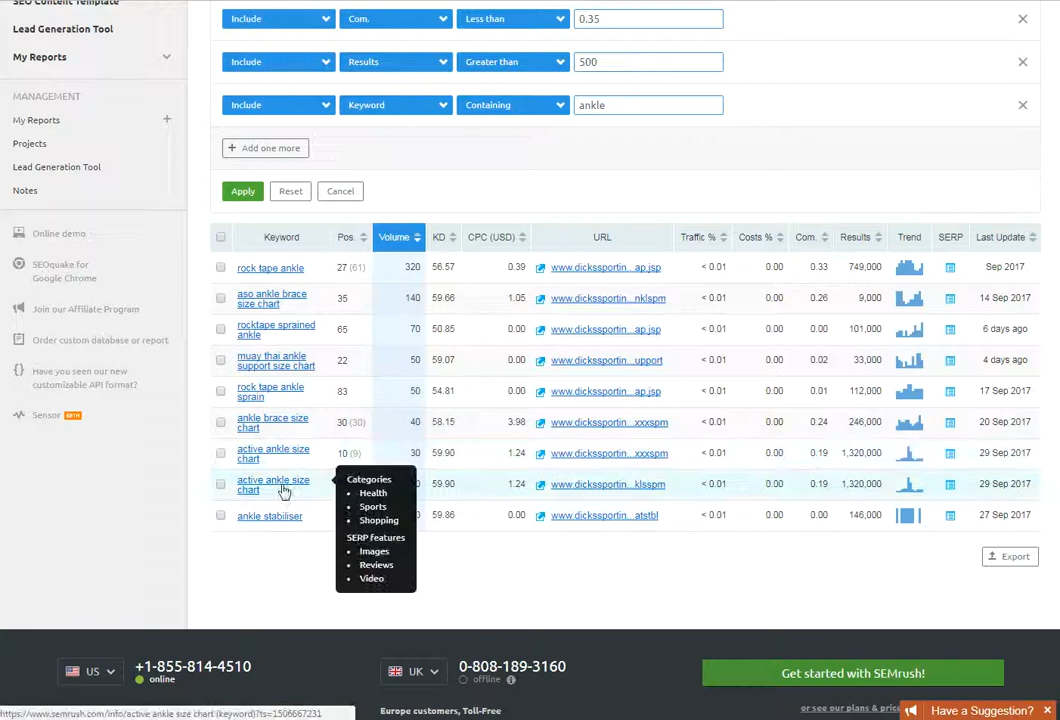 SEO Content Template
Lead Generation Tool
My Reports
MANAGEMENT
My Reports +
Projects
Lead Generation Tool
Notes
Online demo
SEOquake for
Google Chrome
Join our Affiliate Program
Order custom database or report
Have you seen our new
customizable API format?
Sensor BETA
Include Com. Less than 0.35
Include Results Greater than 500
Include Keyword Containing ankle
+ Add one more
Apply Reset Cancel
Keyword Pos. Volume KD CPC (USD) URL Traffic % Costs % Com. Results Trend SERP Last Update
rock tape ankle 27 (61) 320 56.57 0.39 www.dickssportin...ap.jsp < 0.01 0.00 0.33 749,000 Sep 2017
aso ankle brace
size chart 35 140 59.66 1.05 www.dickssportin...nklspm < 0.01 0.00 0.26 9,000 14 Sep 2017
rocktape sprained
ankle 65 70 50.85 0.00 www.dickssportin...ap.jsp < 0.01 0.00 0.01 101,000 6 days ago
muay thai ankle
support size chart 22 50 59.07 0.00 www.dickssportin...upport < 0.01 0.00 0.02 33,000 4 days ago
rock tape ankle
sprain 83 50 54.81 0.00 www.dickssportin...ap.jsp < 0.01 0.00 0.01 112,000 17 Sep 2017
ankle brace size
chart 30 (30) 40 58.15 3.98 www.dickssportin...xxxspm < 0.01 0.00 0.24 246,000 20 Sep 2017
active ankle size
chart 10 (9) 30 59.90 1.24 www.dickssportin...xxxspm < 0.01 0.00 0.19 1,320,000 29 Sep 2017
active ankle size
chart 59.90 1.24 www.dickssportin...klsspm < 0.01 0.00 0.19 1,320,000 29 Sep 2017
ankle stabiliser 59.86 0.00 www.dickssportin...atstbl < 0.01 0.00 0.00 146,000 27 Sep 2017
Categories
• Health
• Sports
• Shopping
SERP features
• Images
• Reviews
• Video
Export
US +1-855-814-4510
online
UK 0-808-189-3160
offline
Europe customers, Toll-Free
Get started with SEMrush!
or see our plans &
Have a Suggestion? ×
https://www.semrush.com/info/active ankle size chart (keyword)?ts=1506667231